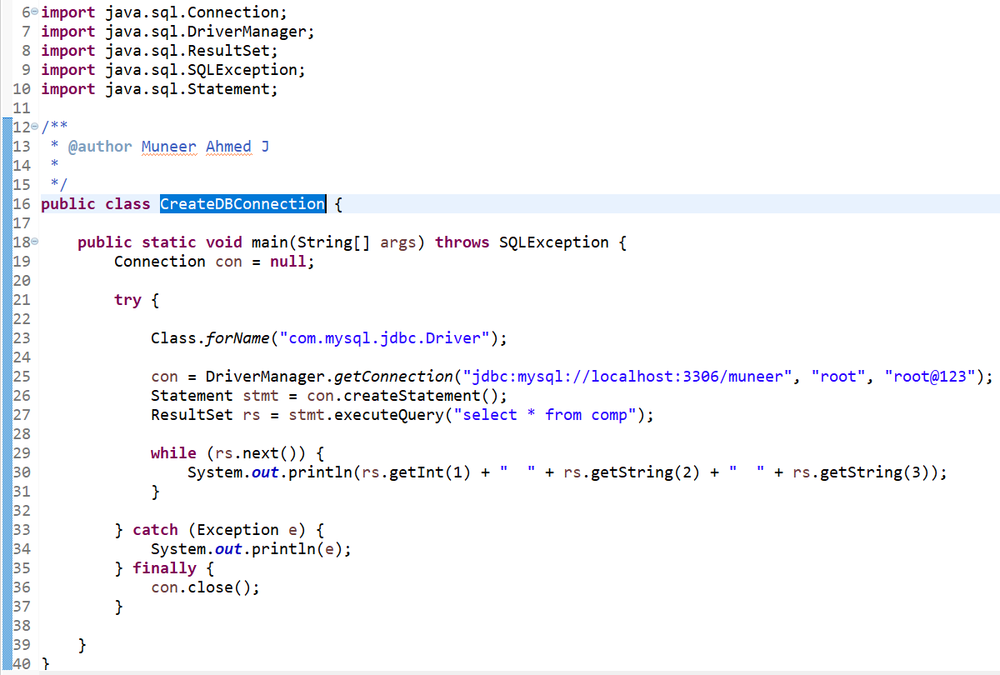 6 import java.sql.Connection;
7 import java.sql.DriverManager;
8 import java.sql.ResultSet;
9 import java.sql.SQLException;
10 import java.sql.Statement;
11
12 /**
13  * @author Muneer Ahmed J
14  *
15  */
16 public class CreateDBConnection {
17
18     public static void main(String[] args) throws SQLException {
19         Connection con = null;
20
21         try {
22
23             Class.forName("com.mysql.jdbc.Driver");
24
25             con = DriverManager.getConnection("jdbc:mysql://localhost:3306/muneer", "root", "root@123");
26             Statement stmt = con.createStatement();
27             ResultSet rs = stmt.executeQuery("select * from comp");
28
29             while (rs.next()) {
30                 System.out.println(rs.getInt(1) + "  " + rs.getString(2) + "  " + rs.getString(3));
31             }
32
33         } catch (Exception e) {
34             System.out.println(e);
35         } finally {
36             con.close();
37         }
38
39     }
40 }